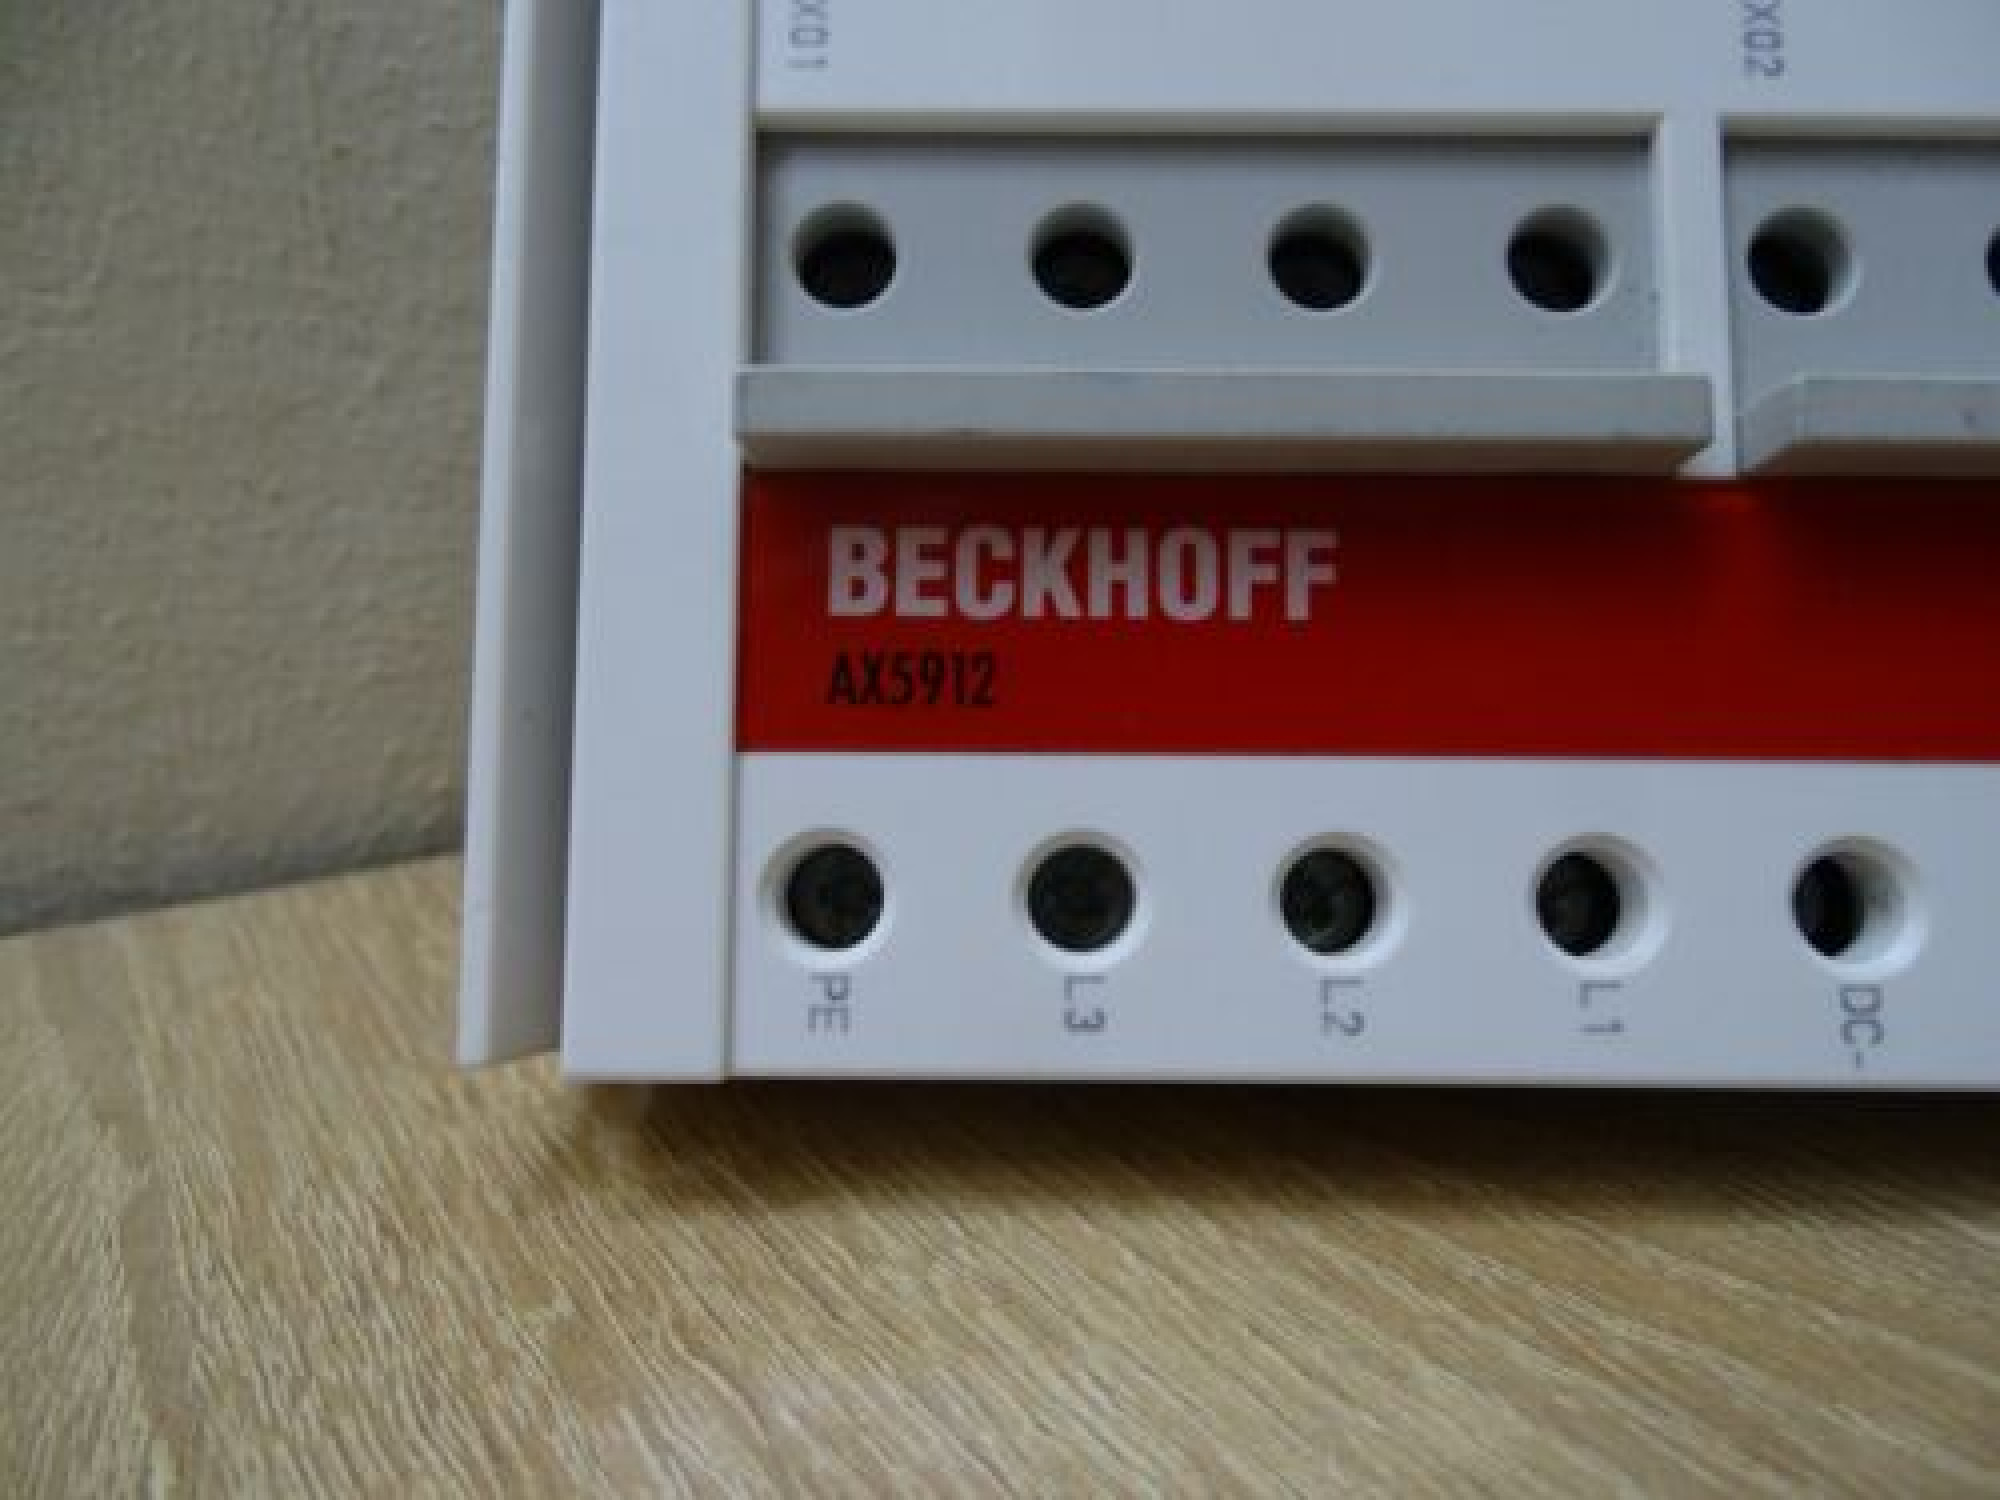 X01
X02
BECKHOFF
AX5912
PE
L3
L2
L1
DC-